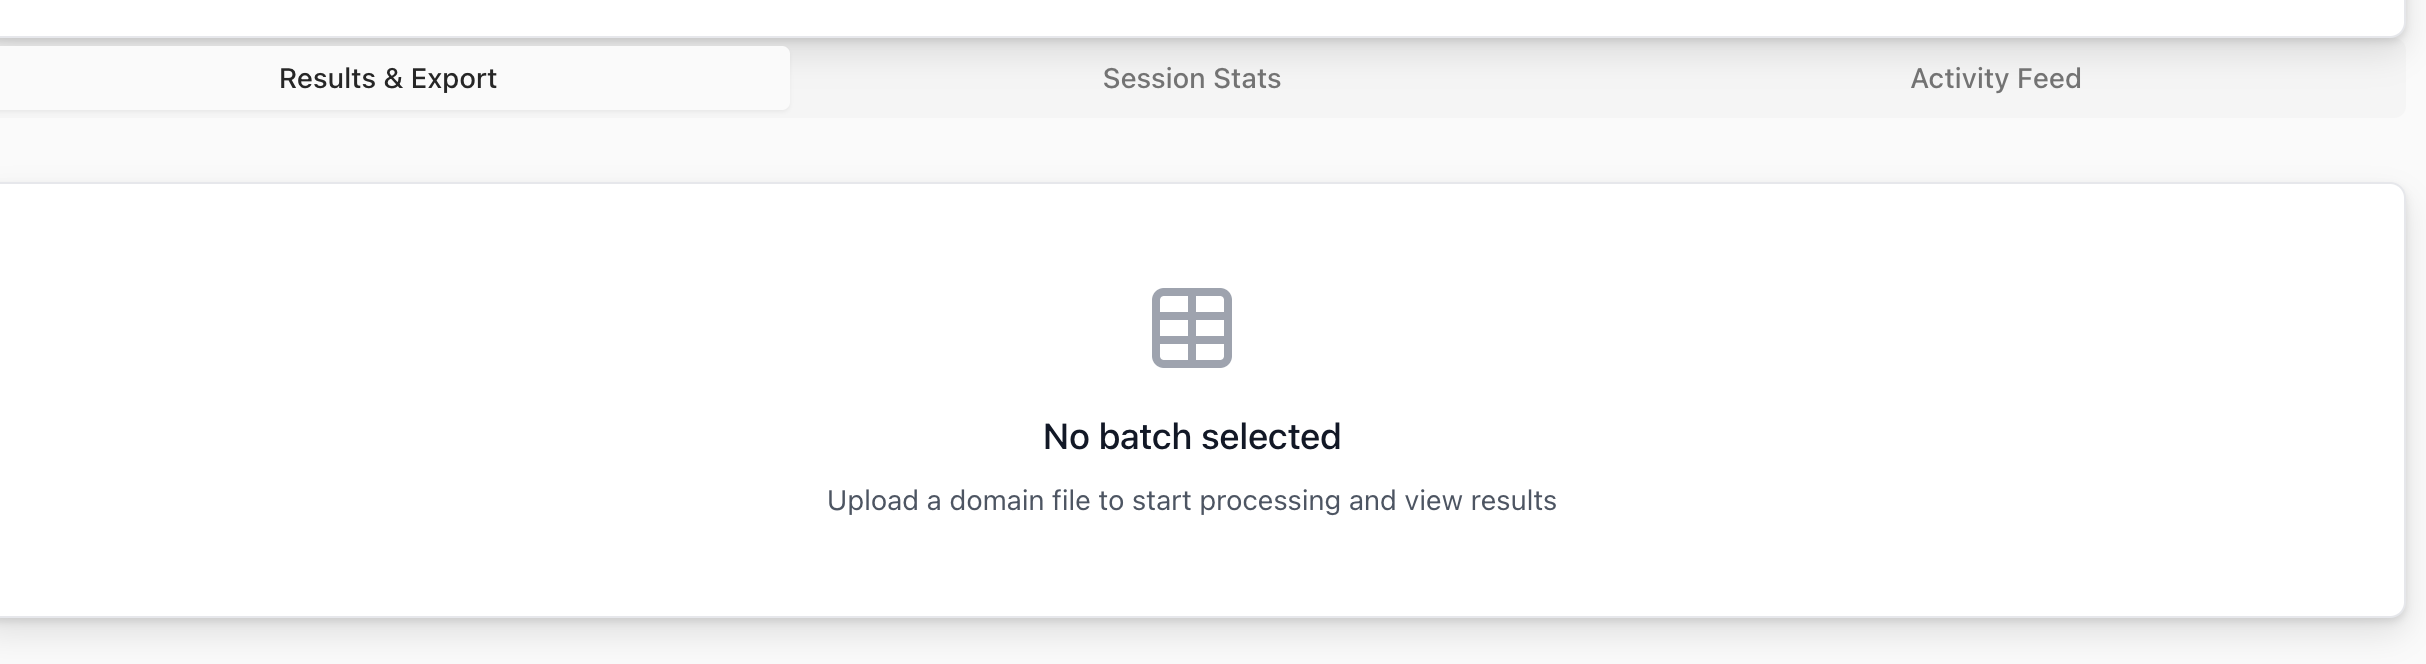 Results & Export
Session Stats
Activity Feed
No batch selected
Upload a domain file to start processing and view results